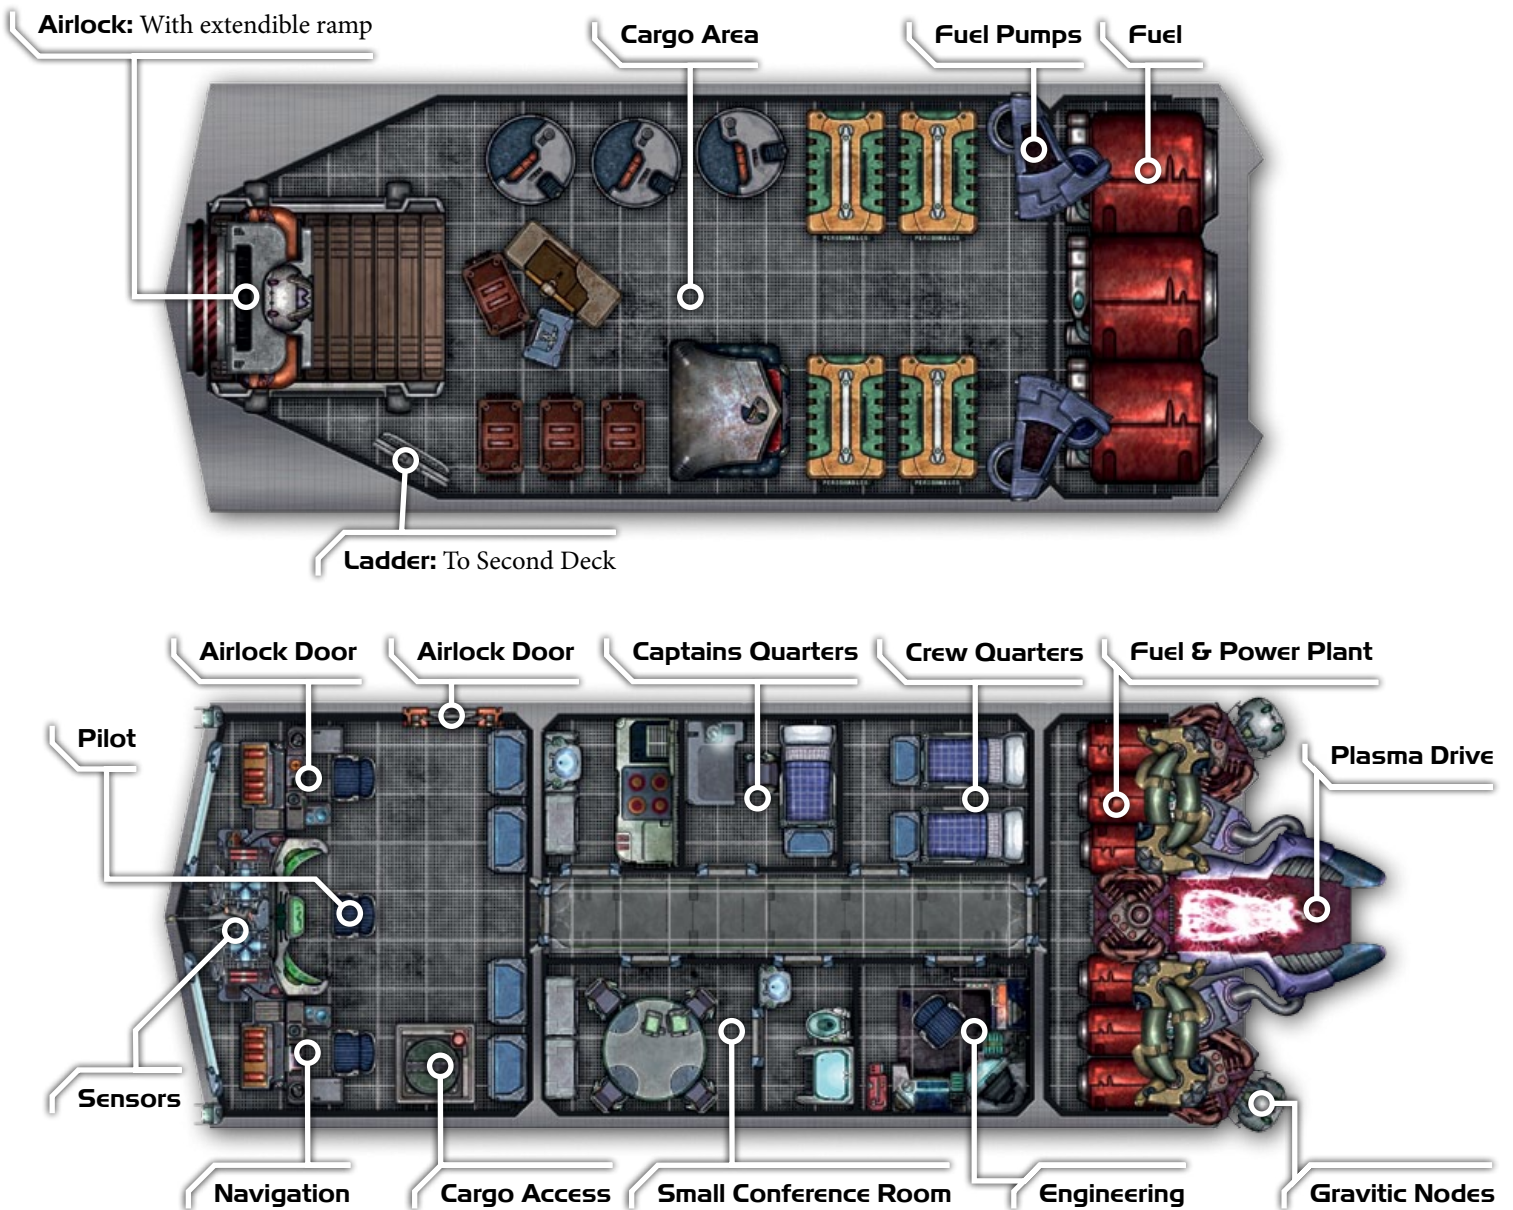 Airlock: With extendible ramp
Cargo Area
Fuel Pumps
Fuel
Ladder: To Second Deck
Airlock Door
Airlock Door
Captains Quarters
Crew Quarters
Fuel & Power Plant
Pilot
Plasma Drive
Sensors
Navigation
Cargo Access
Small Conference Room
Engineering
Gravitic Nodes